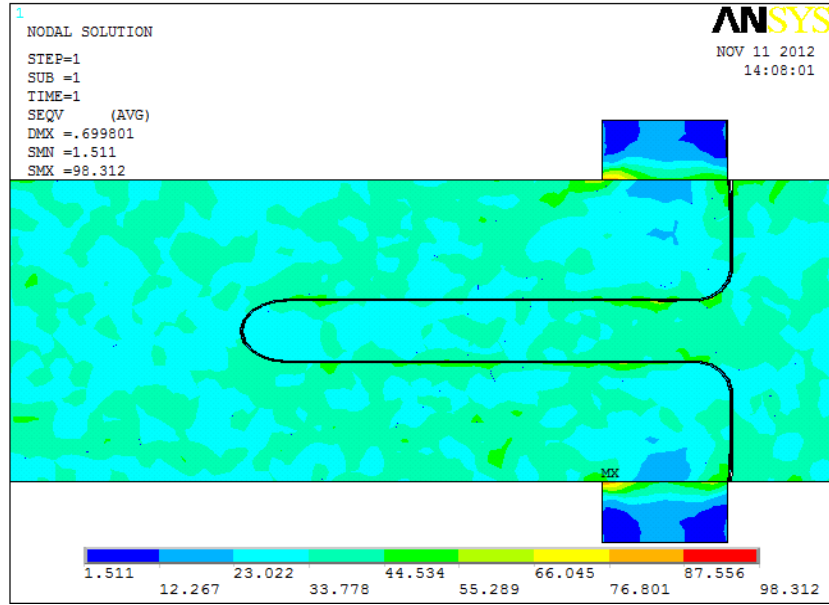 1
ANSYS
NODAL SOLUTION
NOV 11 2012
STEP=1
14:08:01
SUB =1
TIME=1
SEQV (AVG)
DMX =.699801
SMN =1.511
SMX =98.312
MX
1.511 23.022 44.534 66.045 87.556
12.267 33.778 55.289 76.801 98.312